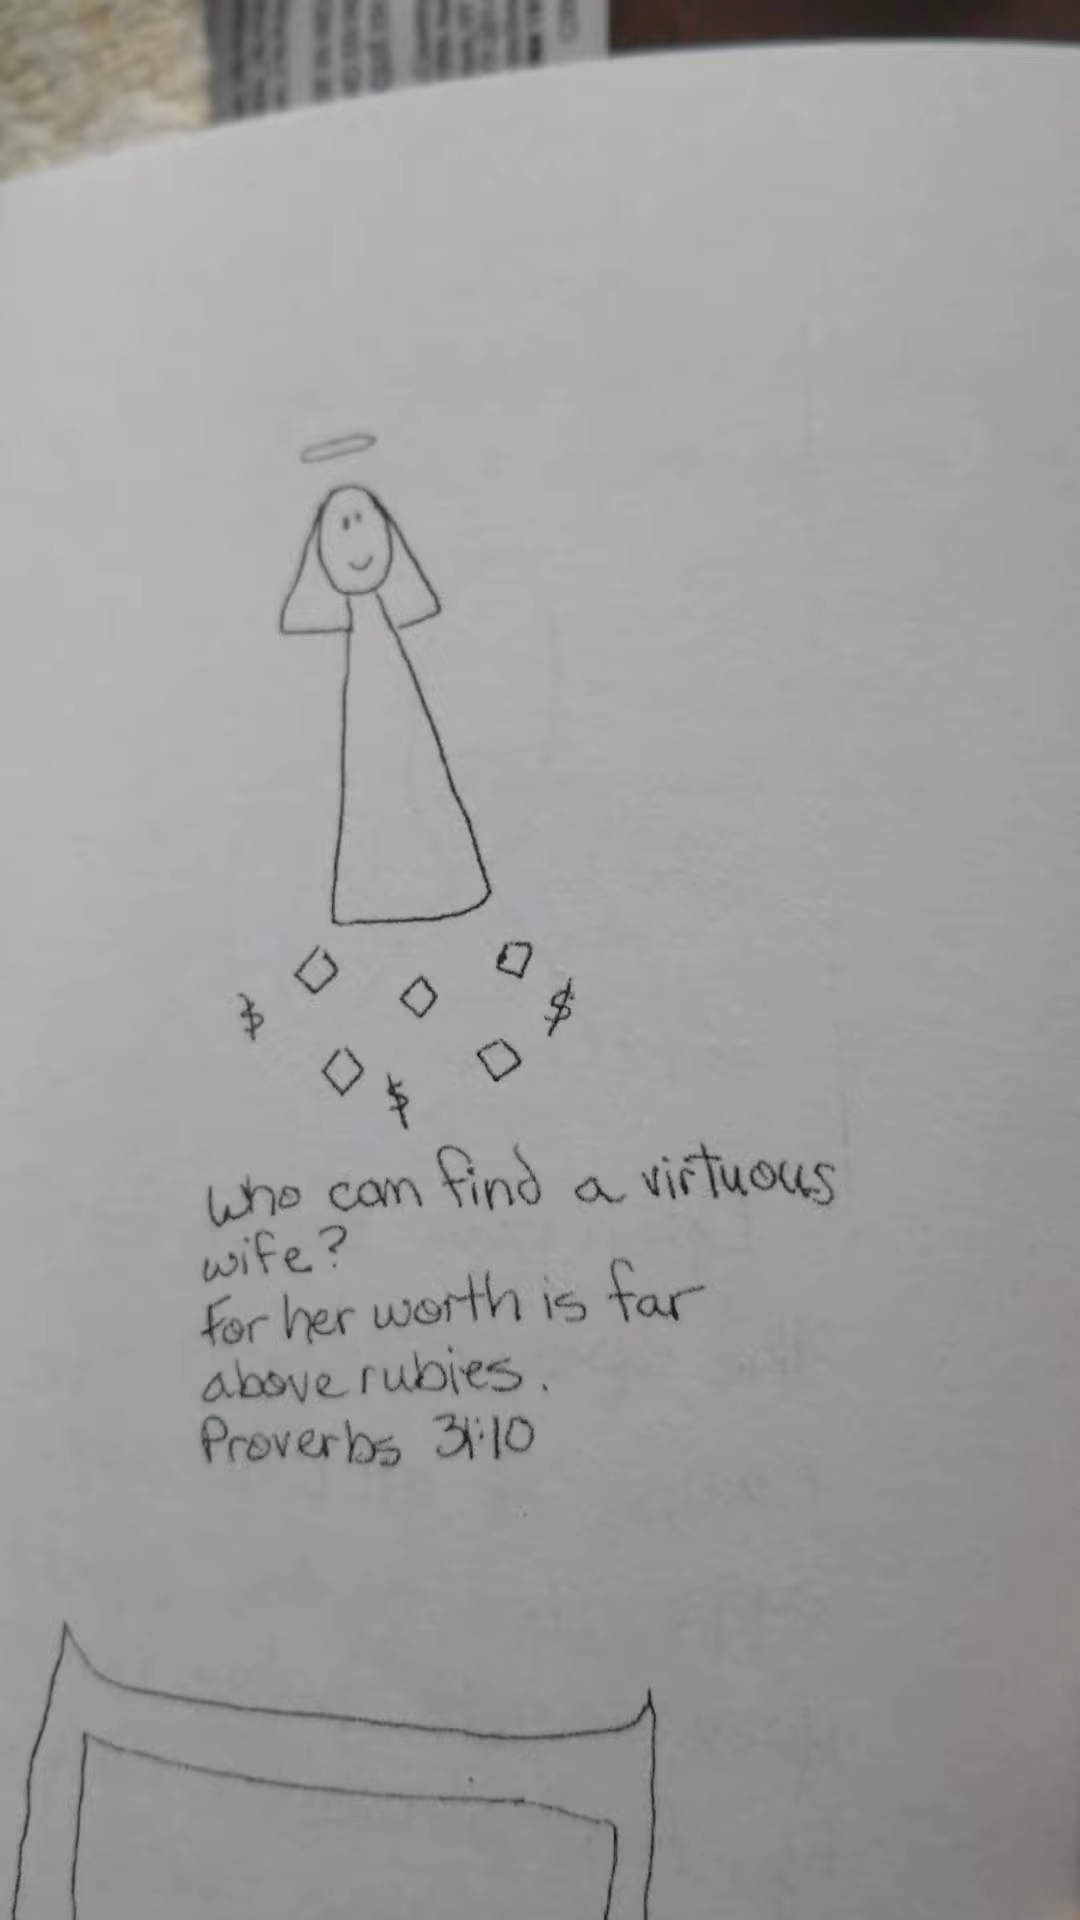 $ $
$
Who can find a virtuous
wife?
For her worth is far
above rubies.
Proverbs 31:10